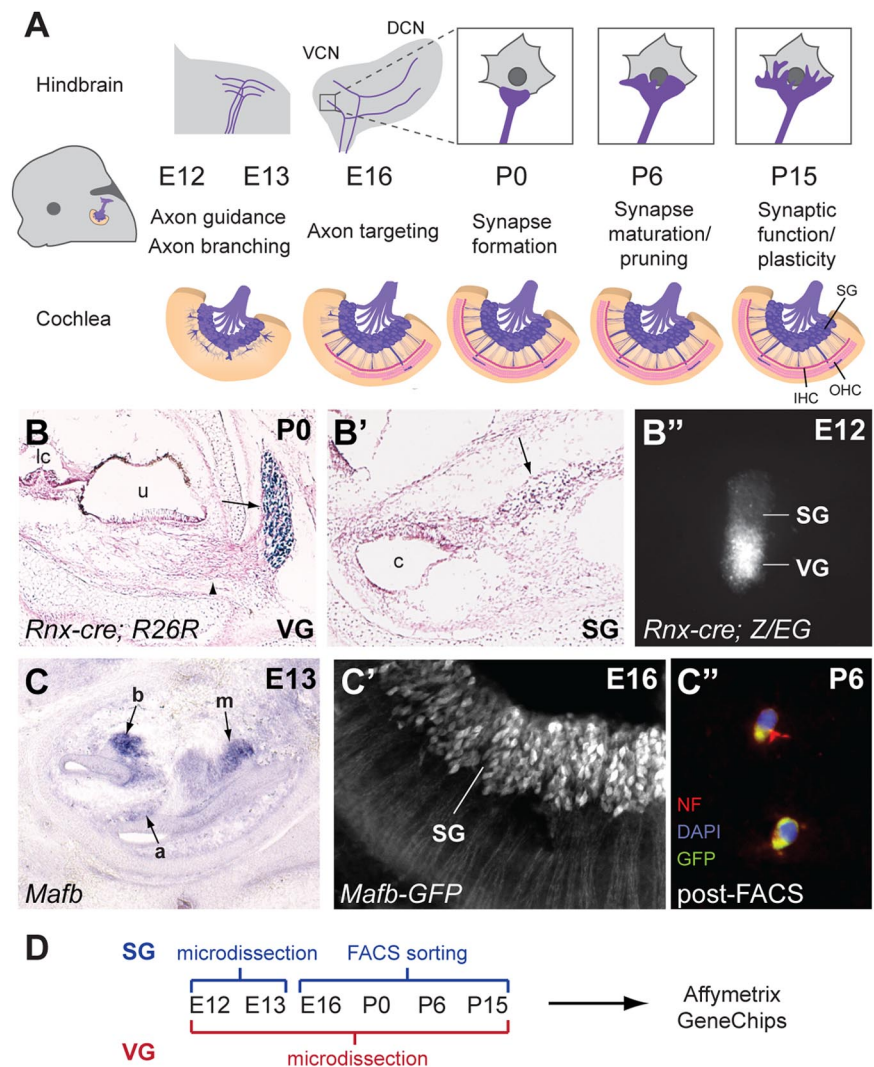 A
Hindbrain
VCN
DCN
E12
E13
E16
P0
P6
P15
Axon guidance
Axon branching
Axon targeting
Synapse
formation
Synapse
maturation/
pruning
Synaptic
function/
plasticity
Cochlea
SG
OHC
IHC
B
P0
lc
u
Rnx-cre; R26R
VG
B'
c
SG
B''
E12
SG
VG
Rnx-cre; Z/EG
C
E13
b
m
a
Mafb
C'
E16
SG
Mafb-GFP
C''
P6
NF
DAPI
GFP
post-FACS
D
SG
microdissection
FACS sorting
E12 E13 E16 P0 P6 P15
Affymetrix
GeneChips
VG
microdissection